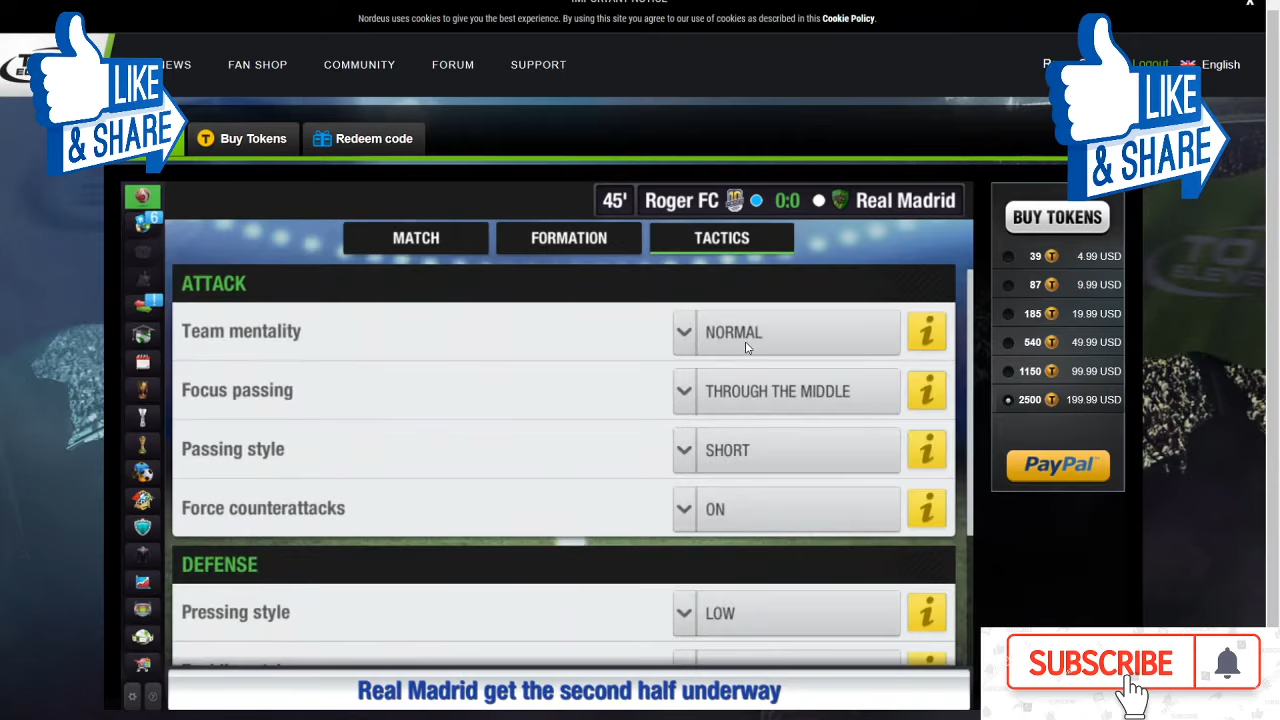 IMPORTANT NOTICE
Nordeus uses cookies to give you the best experience. By using this site you agree to our use of cookies as described in this Cookie Policy.
X
EWS
FAN SHOP
COMMUNITY
FORUM
SUPPORT
Logout
English
LIKE
& SHARE
LIKE
& SHARE
Buy Tokens
Redeem code
6
45'
Roger FC
10
0:0
Real Madrid
MATCH
FORMATION
TACTICS
ATTACK
Team mentality
NORMAL
i
Focus passing
THROUGH THE MIDDLE
i
Passing style
SHORT
i
Force counterattacks
ON
i
DEFENSE
Pressing style
LOW
i
Real Madrid get the second half underway
BUY TOKENS
39 T 4.99 USD
87 T 9.99 USD
185 T 19.99 USD
540 T 49.99 USD
1150 T 99.99 USD
2500 T 199.99 USD
PayPal
SUBSCRIBE